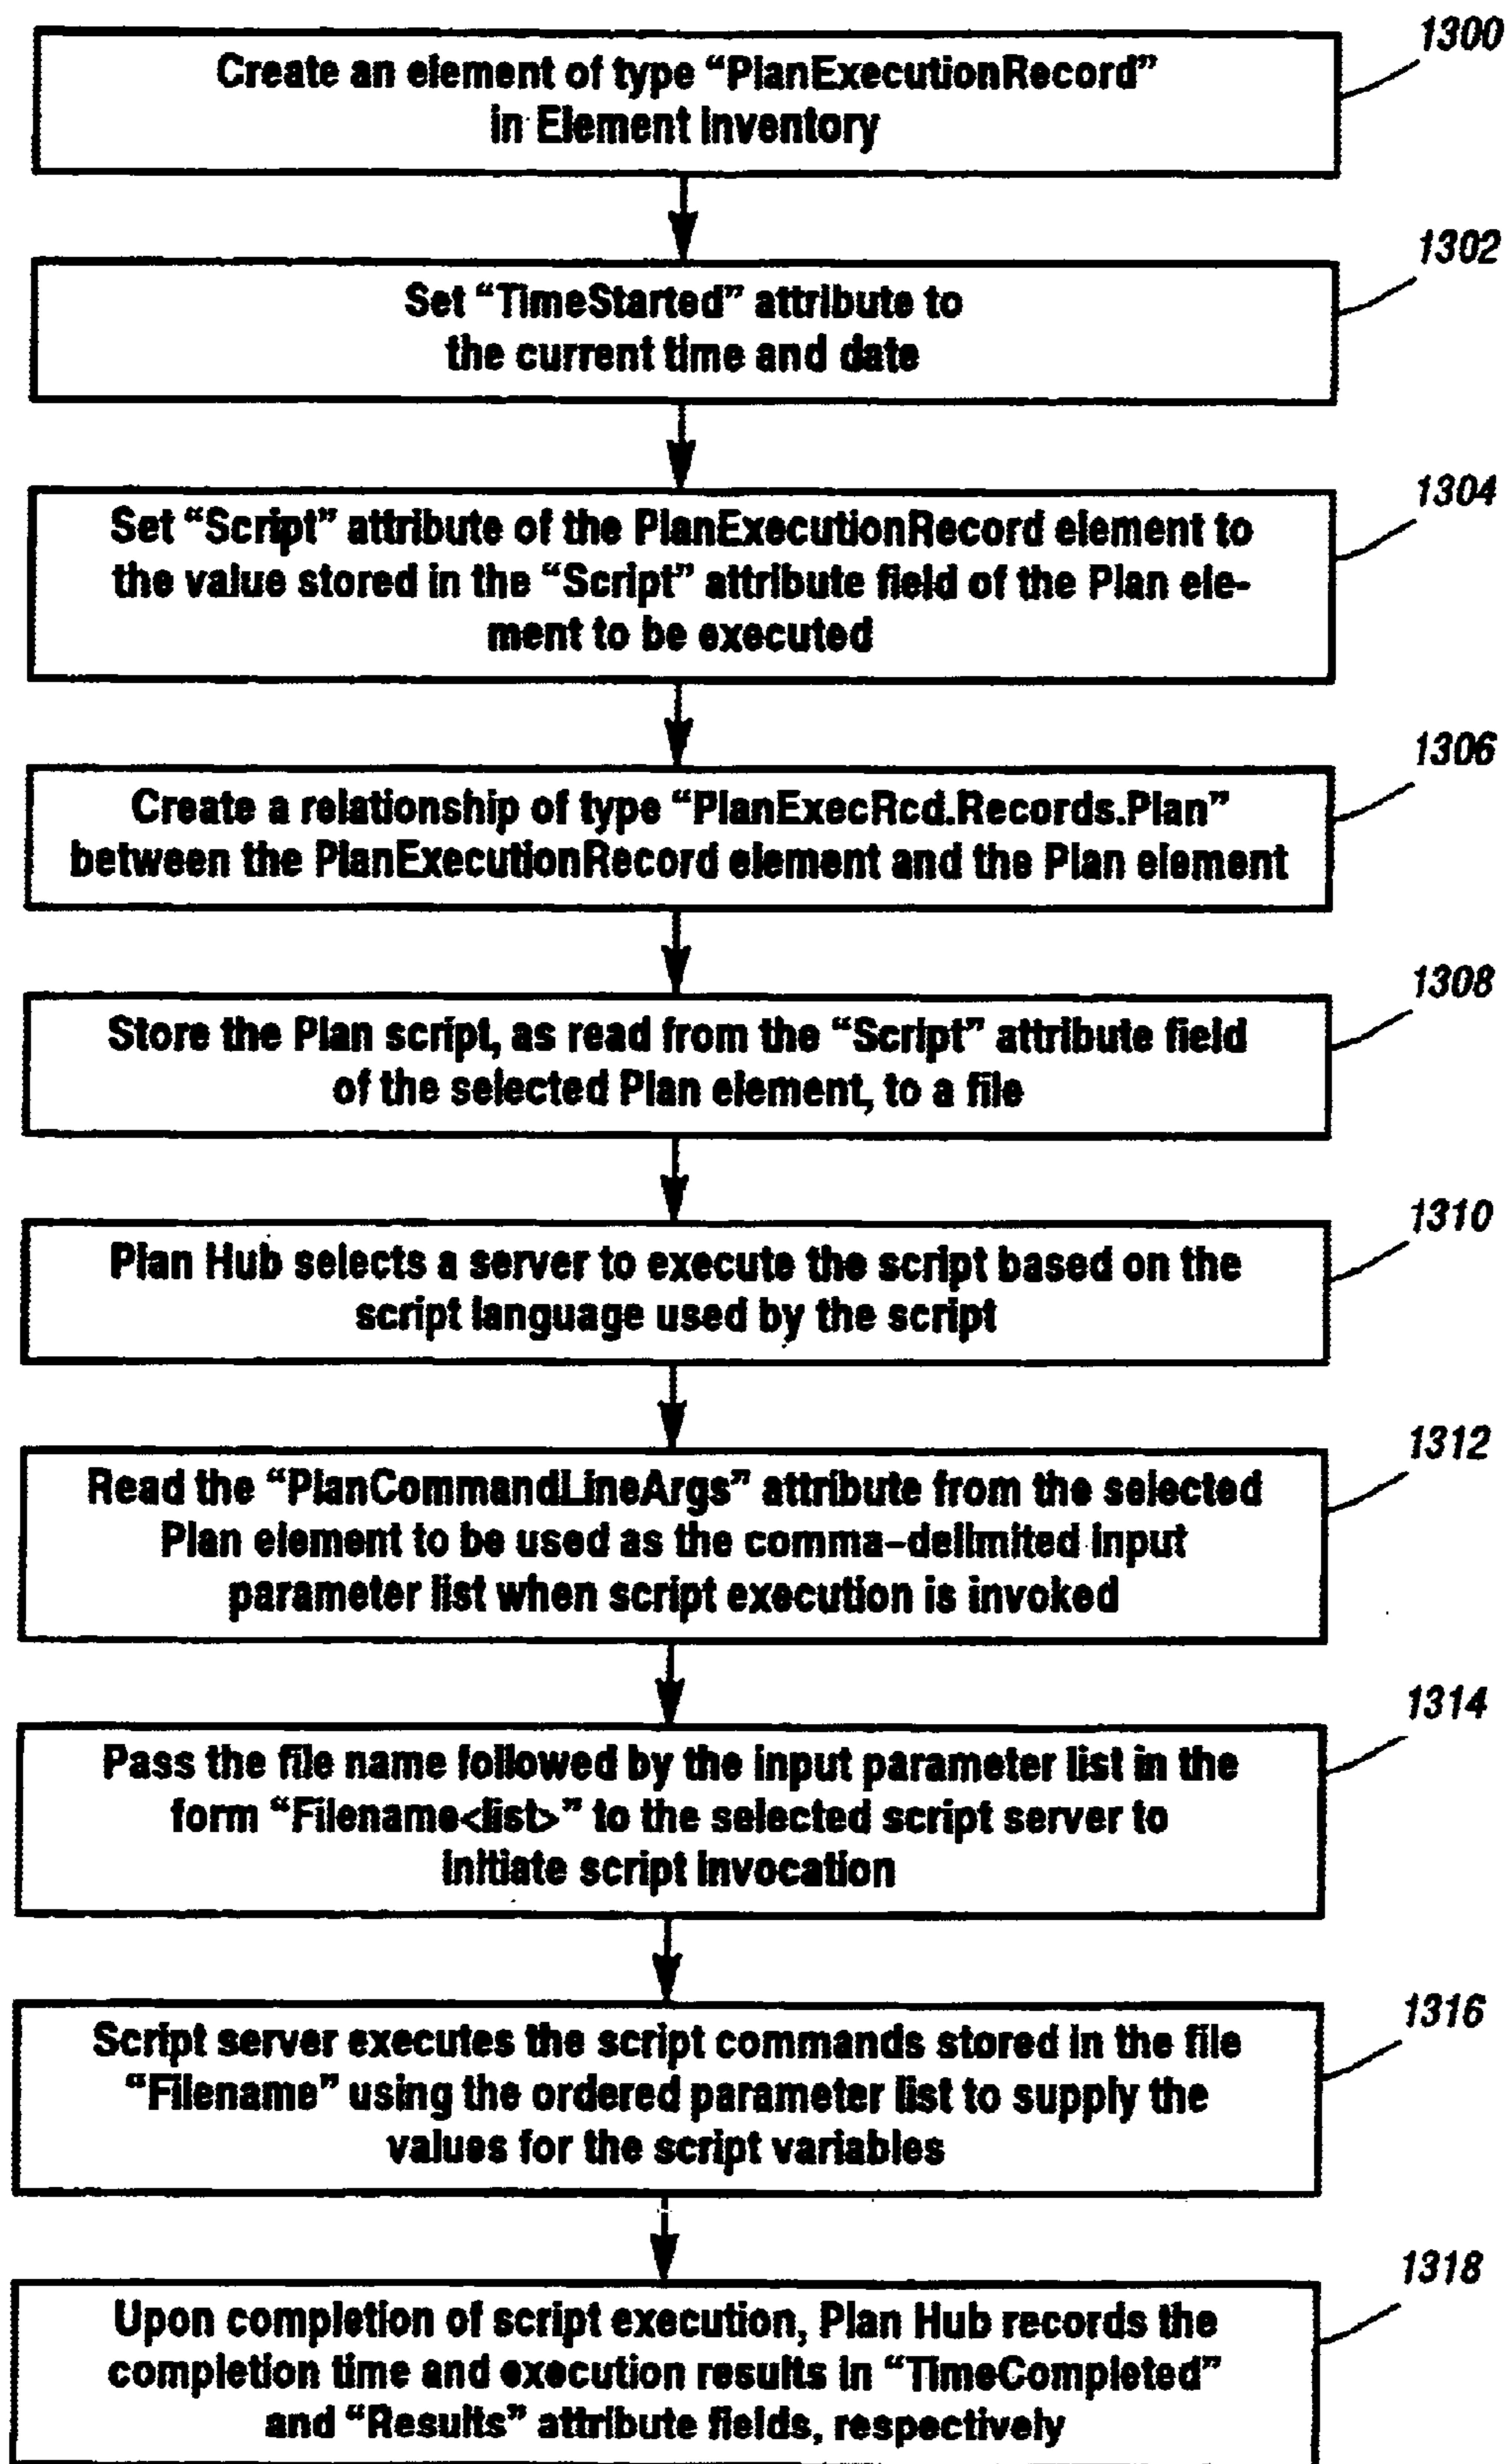 1300
Create an element of type “PlanExecutionRecord”
in Element Inventory
1302
Set “TimeStarted” attribute to
the current time and date
1304
Set “Script” attribute of the PlanExecutionRecord element to
the value stored in the “Script” attribute field of the Plan ele-
ment to be executed
1306
Create a relationship of type “PlanExecRcd.Records.Plan”
between the PlanExecutionRecord element and the Plan element
1308
Store the Plan script, as read from the “Script” attribute field
of the selected Plan element, to a file
1310
Plan Hub selects a server to execute the script based on the
script language used by the script
1312
Read the “PlanCommandLineArgs” attribute from the selected
Plan element to be used as the comma-delimited input
parameter list when script execution is invoked
1314
Pass the file name followed by the input parameter list in the
form “Filename<list>” to the selected script server to
initiate script invocation
1316
Script server executes the script commands stored in the file
“Filename” using the ordered parameter list to supply the
values for the script variables
1318
Upon completion of script execution, Plan Hub records the
completion time and execution results in “TimeCompleted”
and “Results” attribute fields, respectively